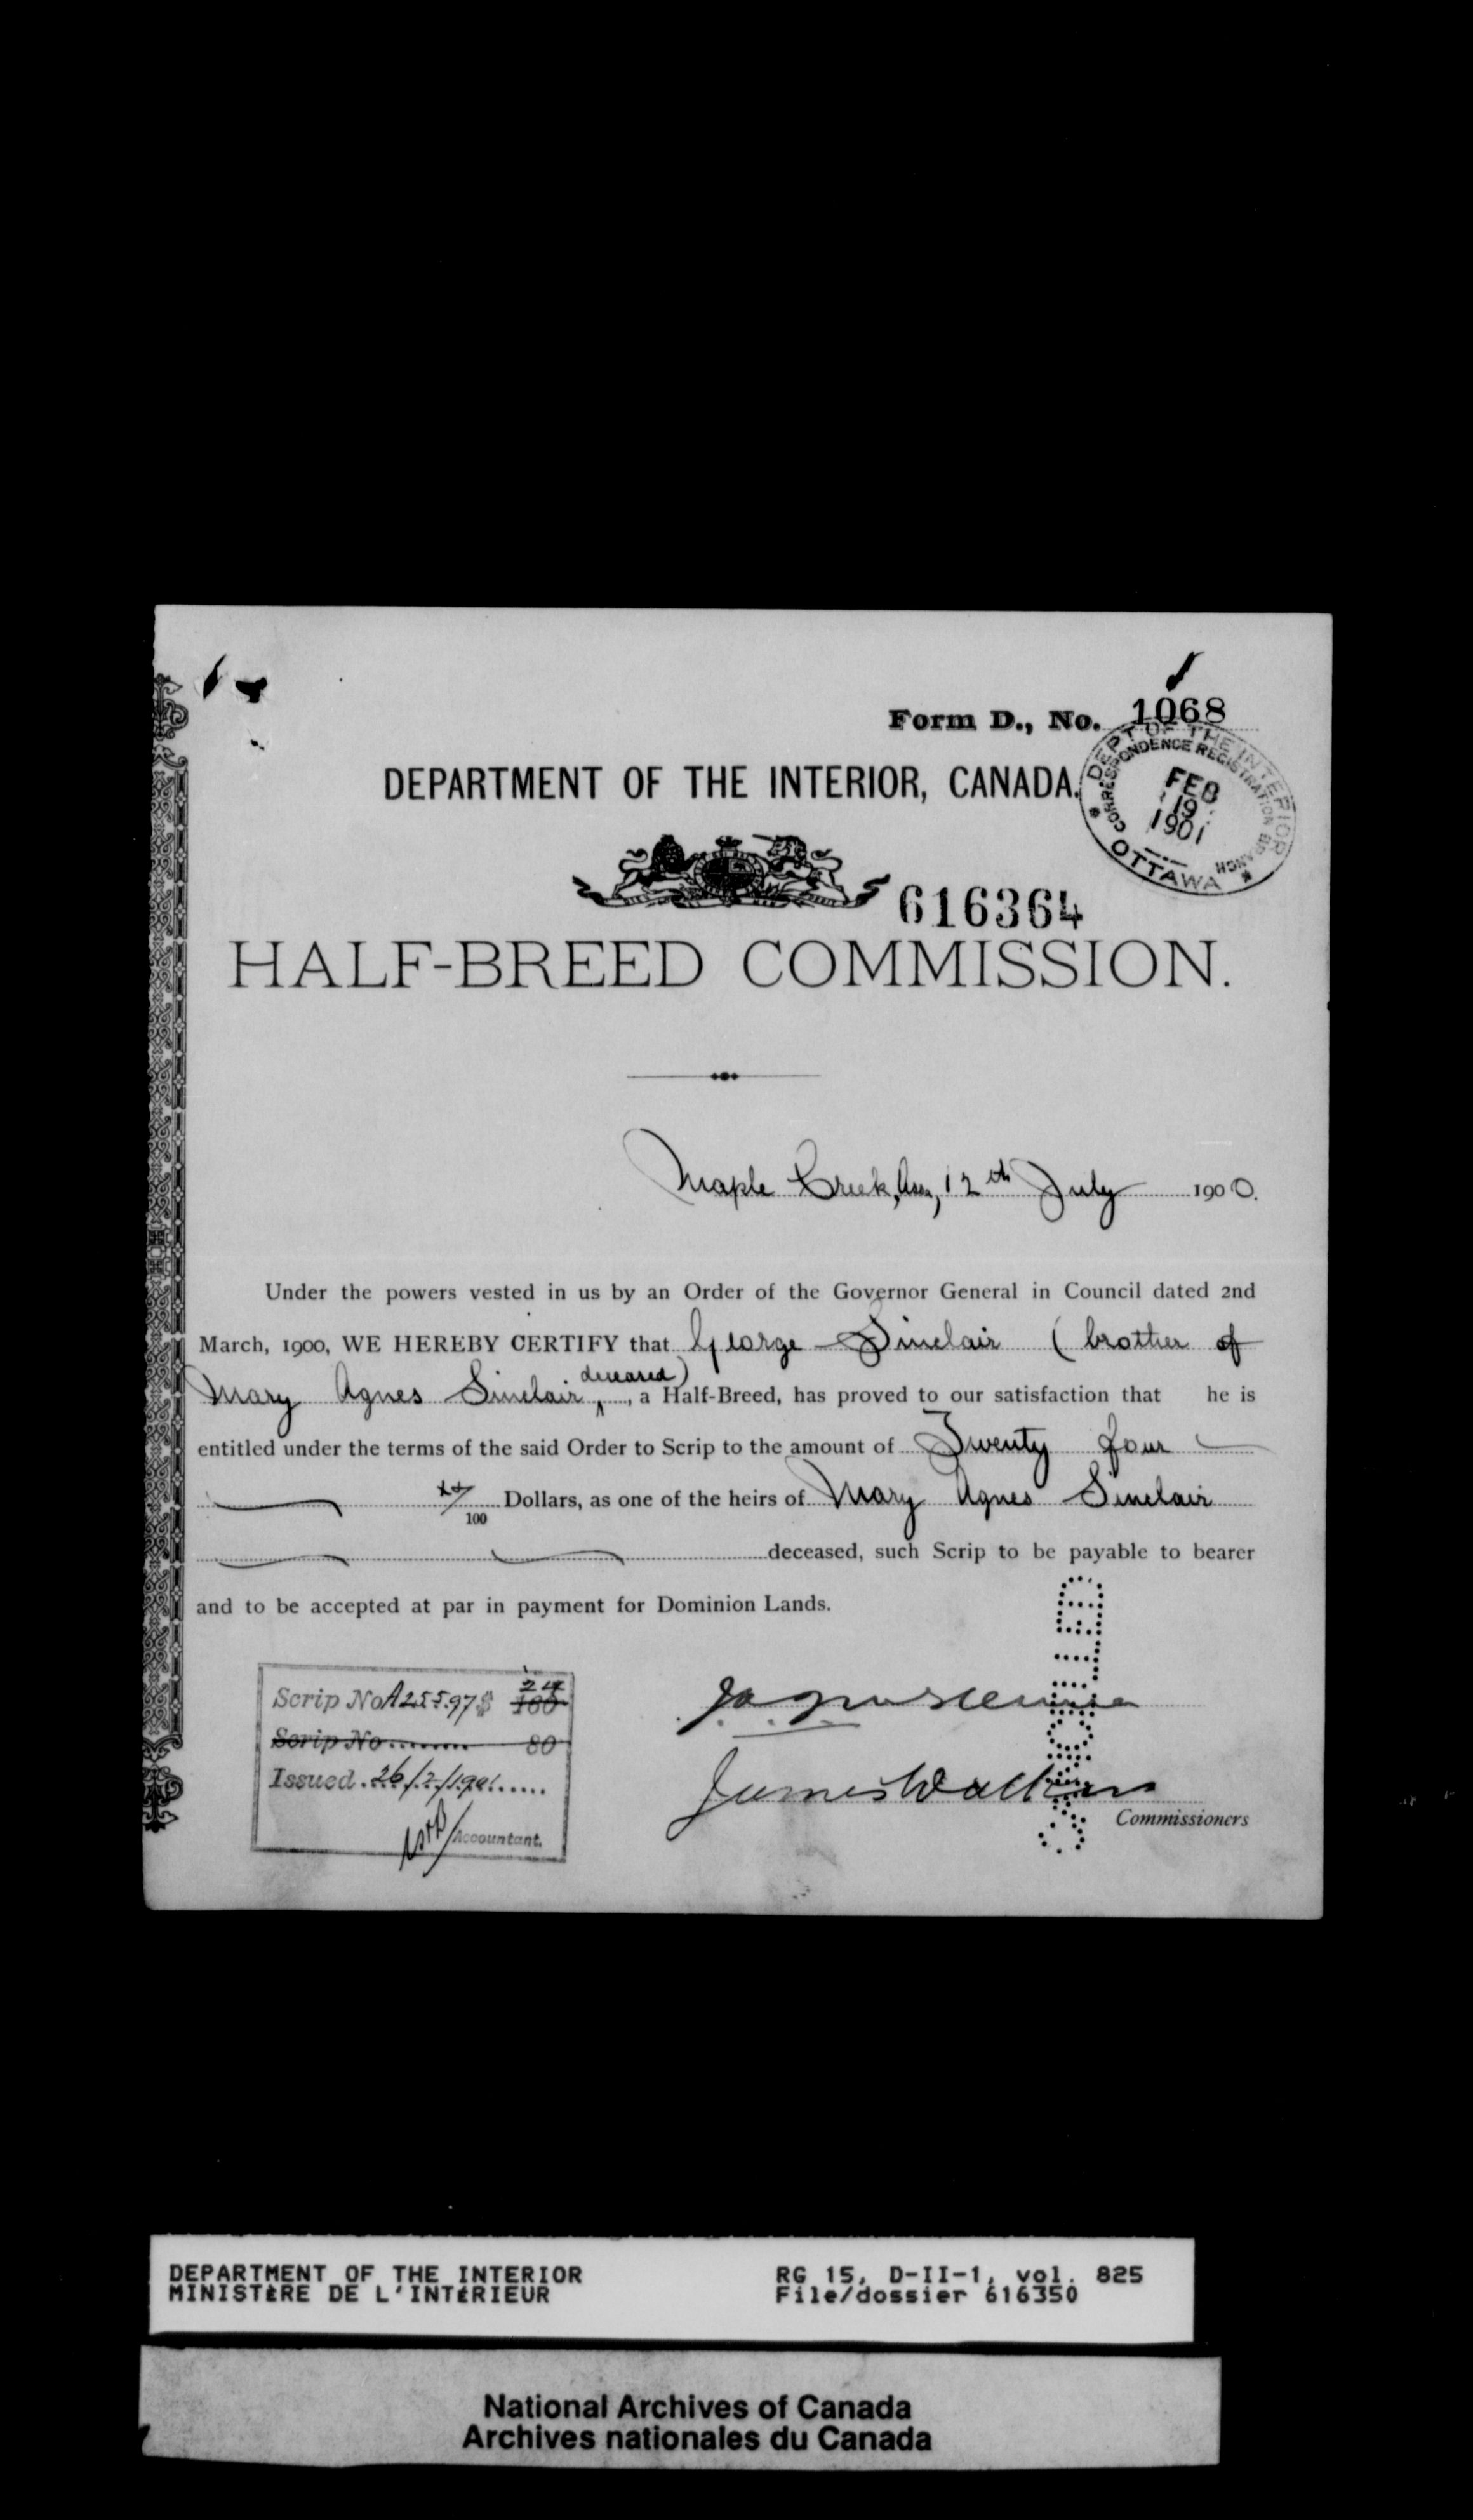 Form D., No. 1068
DEPARTMENT OF THE INTERIOR, CANADA.
DEPT OF THE INTERIOR
CORRESPONDENCE REGISTRATION BRANCH
FEB
19
1901
OTTAWA
616364
HALF-BREED COMMISSION.
Maple Creek, Assa, 12th July 1900.
Under the powers vested in us by an Order of the Governor General in Council dated 2nd
March, 1900, WE HEREBY CERTIFY that George Sinclair (brother of
Mary Agnes Sinclair, deceased), a Half-Breed, has proved to our satisfaction that he is
entitled under the terms of the said Order to Scrip to the amount of Twenty four
xx/100 Dollars, as one of the heirs of Mary Agnes Sinclair
deceased, such Scrip to be payable to bearer
and to be accepted at par in payment for Dominion Lands.
Scrip No A25597 $ 24 160
Scrip No ........ 80
Issued 26/2/1901
Accountant.
James Walker
Commissioners
CANCELLED
DEPARTMENT OF THE INTERIOR
MINISTÈRE DE L'INTÉRIEUR
RG 15, D-II-1, vol. 825
File/dossier 616350
National Archives of Canada
Archives nationales du Canada